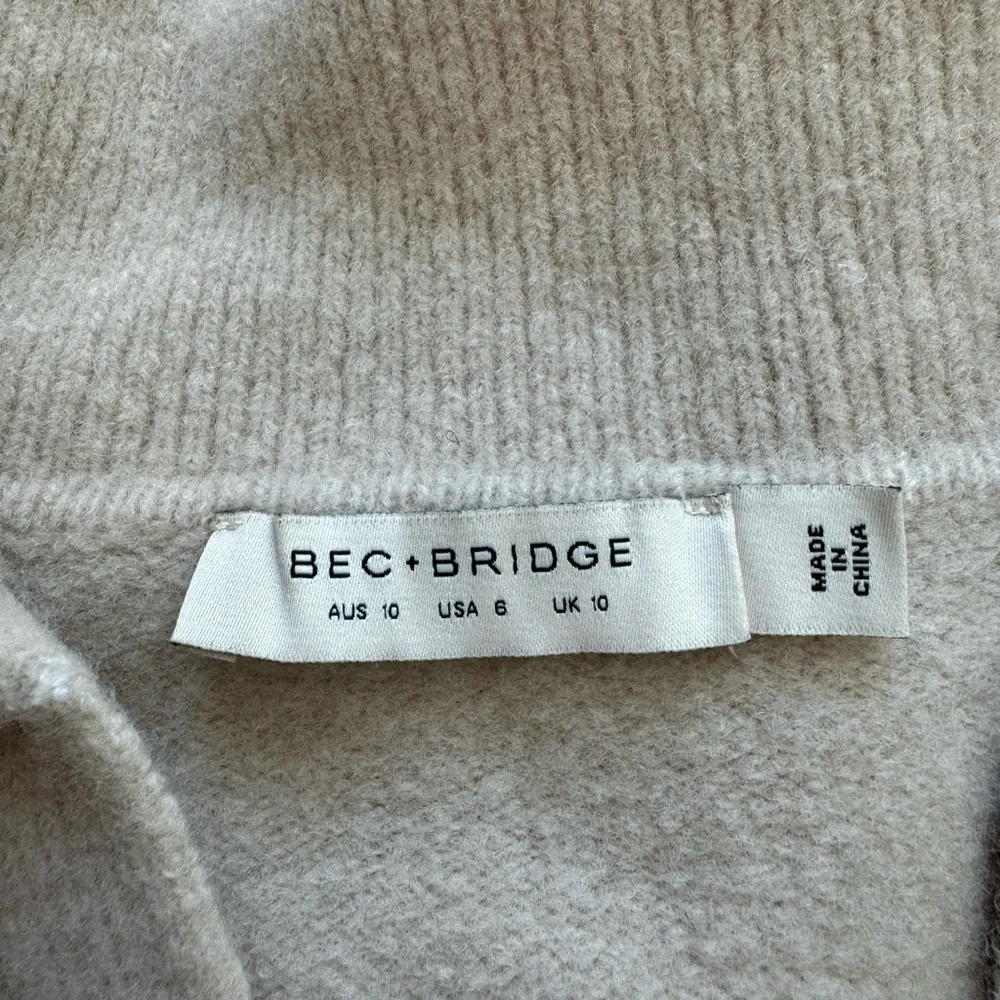 BEC+BRIDGE
AUS 10 USA 6 UK 10
MADE
IN
CHINA